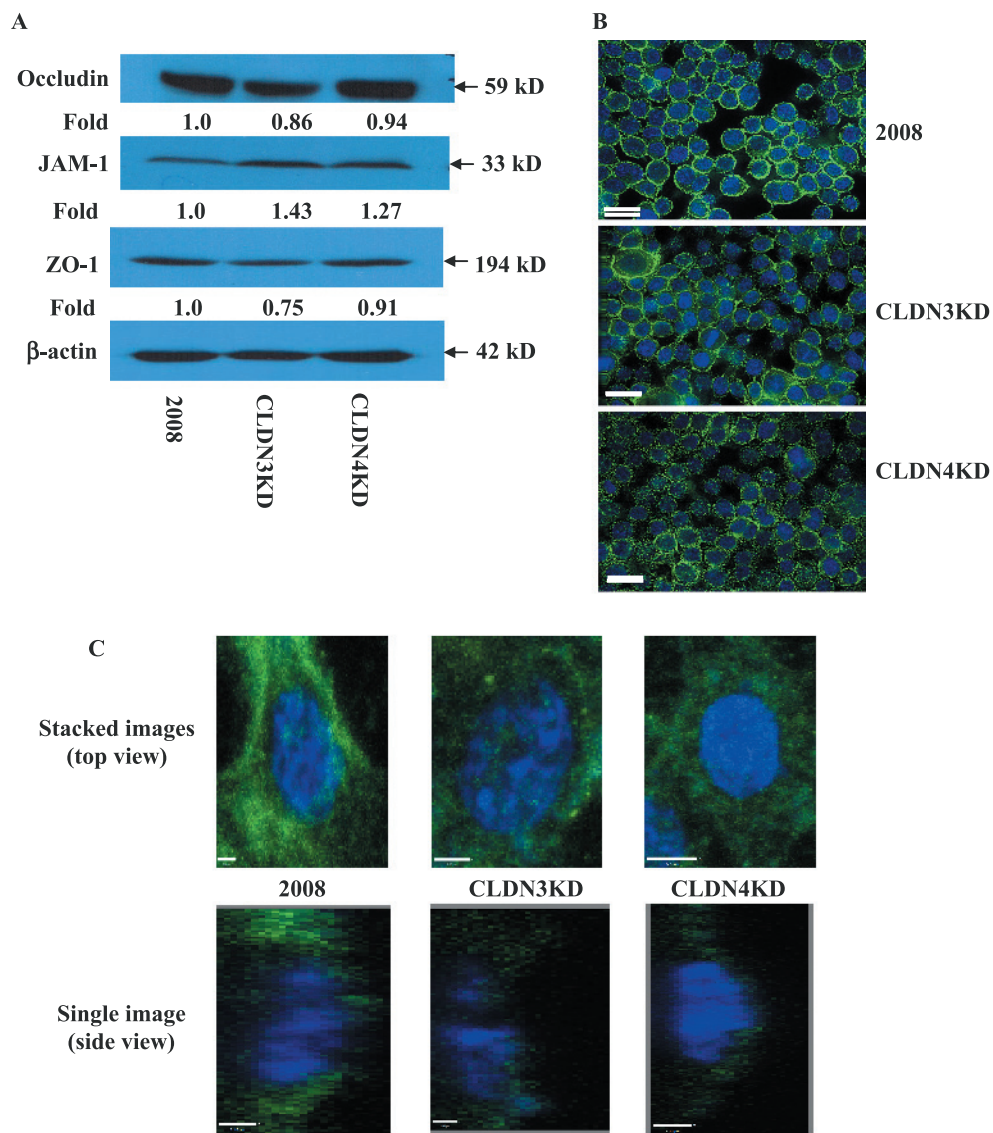 A
Occludin
59 kD
Fold 1.0 0.86 0.94
JAM-1
33 kD
Fold 1.0 1.43 1.27
ZO-1
194 kD
Fold 1.0 0.75 0.91
β-actin
42 kD
2008
CLDN3KD
CLDN4KD
B
2008
CLDN3KD
CLDN4KD
C
Stacked images
(top view)
2008 CLDN3KD CLDN4KD
Single image
(side view)